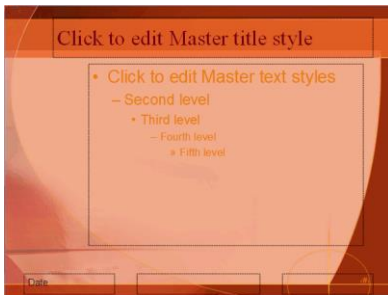 Click to edit Master title style
• Click to edit Master text styles
– Second level
• Third level
– Fourth level
» Fifth level
Date